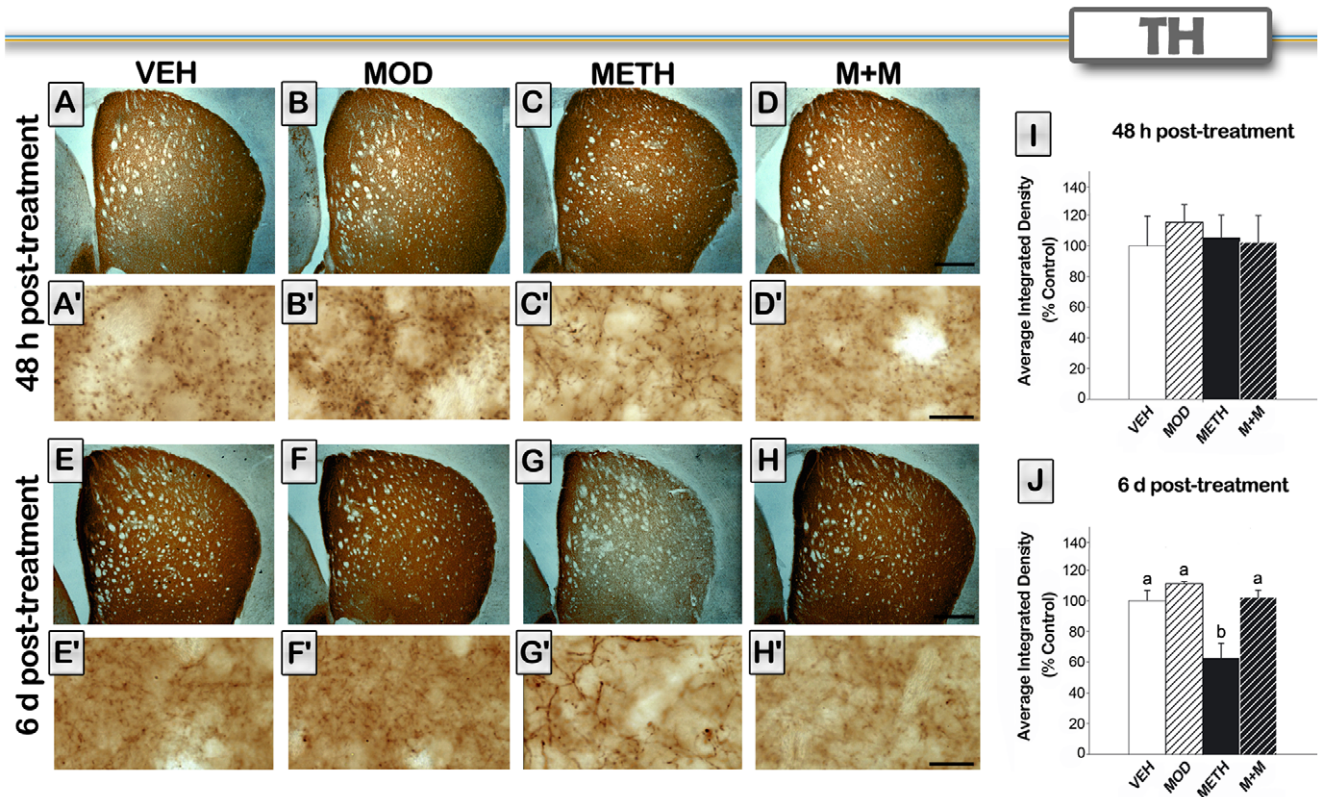 TH
VEH MOD METH M+M
48 h post-treatment
A B C D
A' B' C' D'
6 d post-treatment
E F G H
E' F' G' H'
I 48 h post-treatment
Average Integrated Density
(% Control)
140
120
100
80
60
40
20
0
VEH MOD METH M+M
J 6 d post-treatment
Average Integrated Density
(% Control)
140
120
100
80
60
40
20
0
a a b a
VEH MOD METH M+M